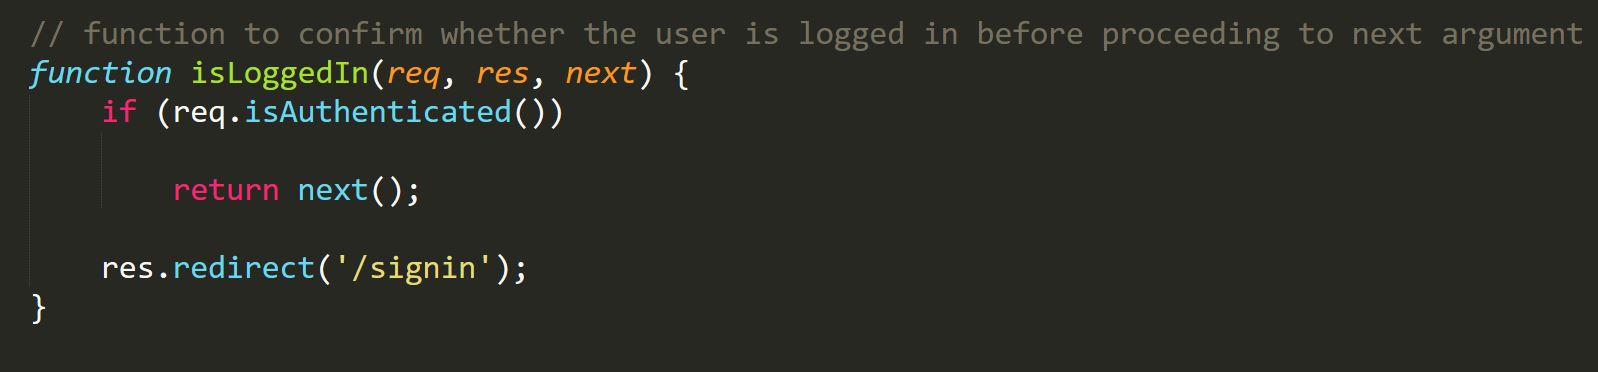 // function to confirm whether the user is logged in before proceeding to next argument
function isLoggedIn(req, res, next) {
    if (req.isAuthenticated())
        return next();
    res.redirect('/signin');
}